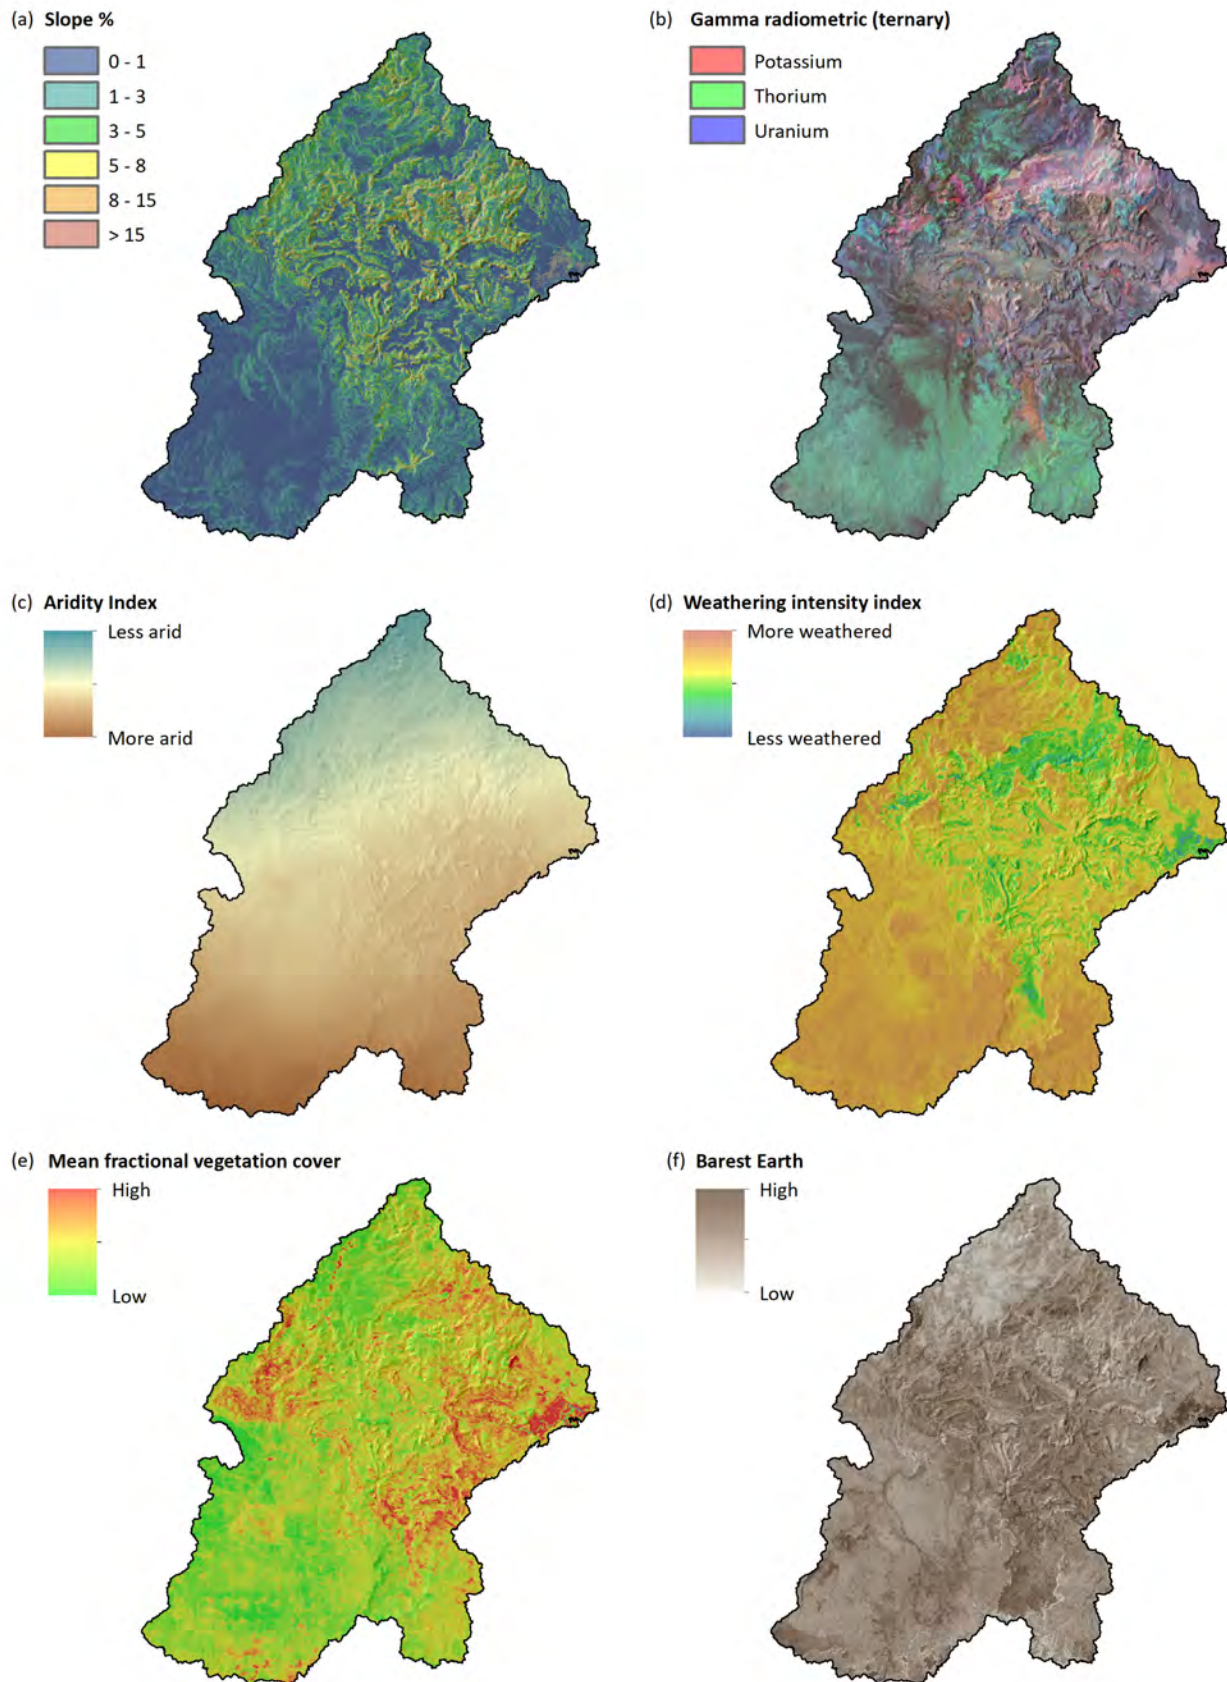 (a) Slope %
0 - 1
1 - 3
3 - 5
5 - 8
8 - 15
> 15
(b) Gamma radiometric (ternary)
Potassium
Thorium
Uranium
(c) Aridity Index
Less arid
More arid
(d) Weathering intensity index
More weathered
Less weathered
(e) Mean fractional vegetation cover
High
Low
(f) Barest Earth
High
Low